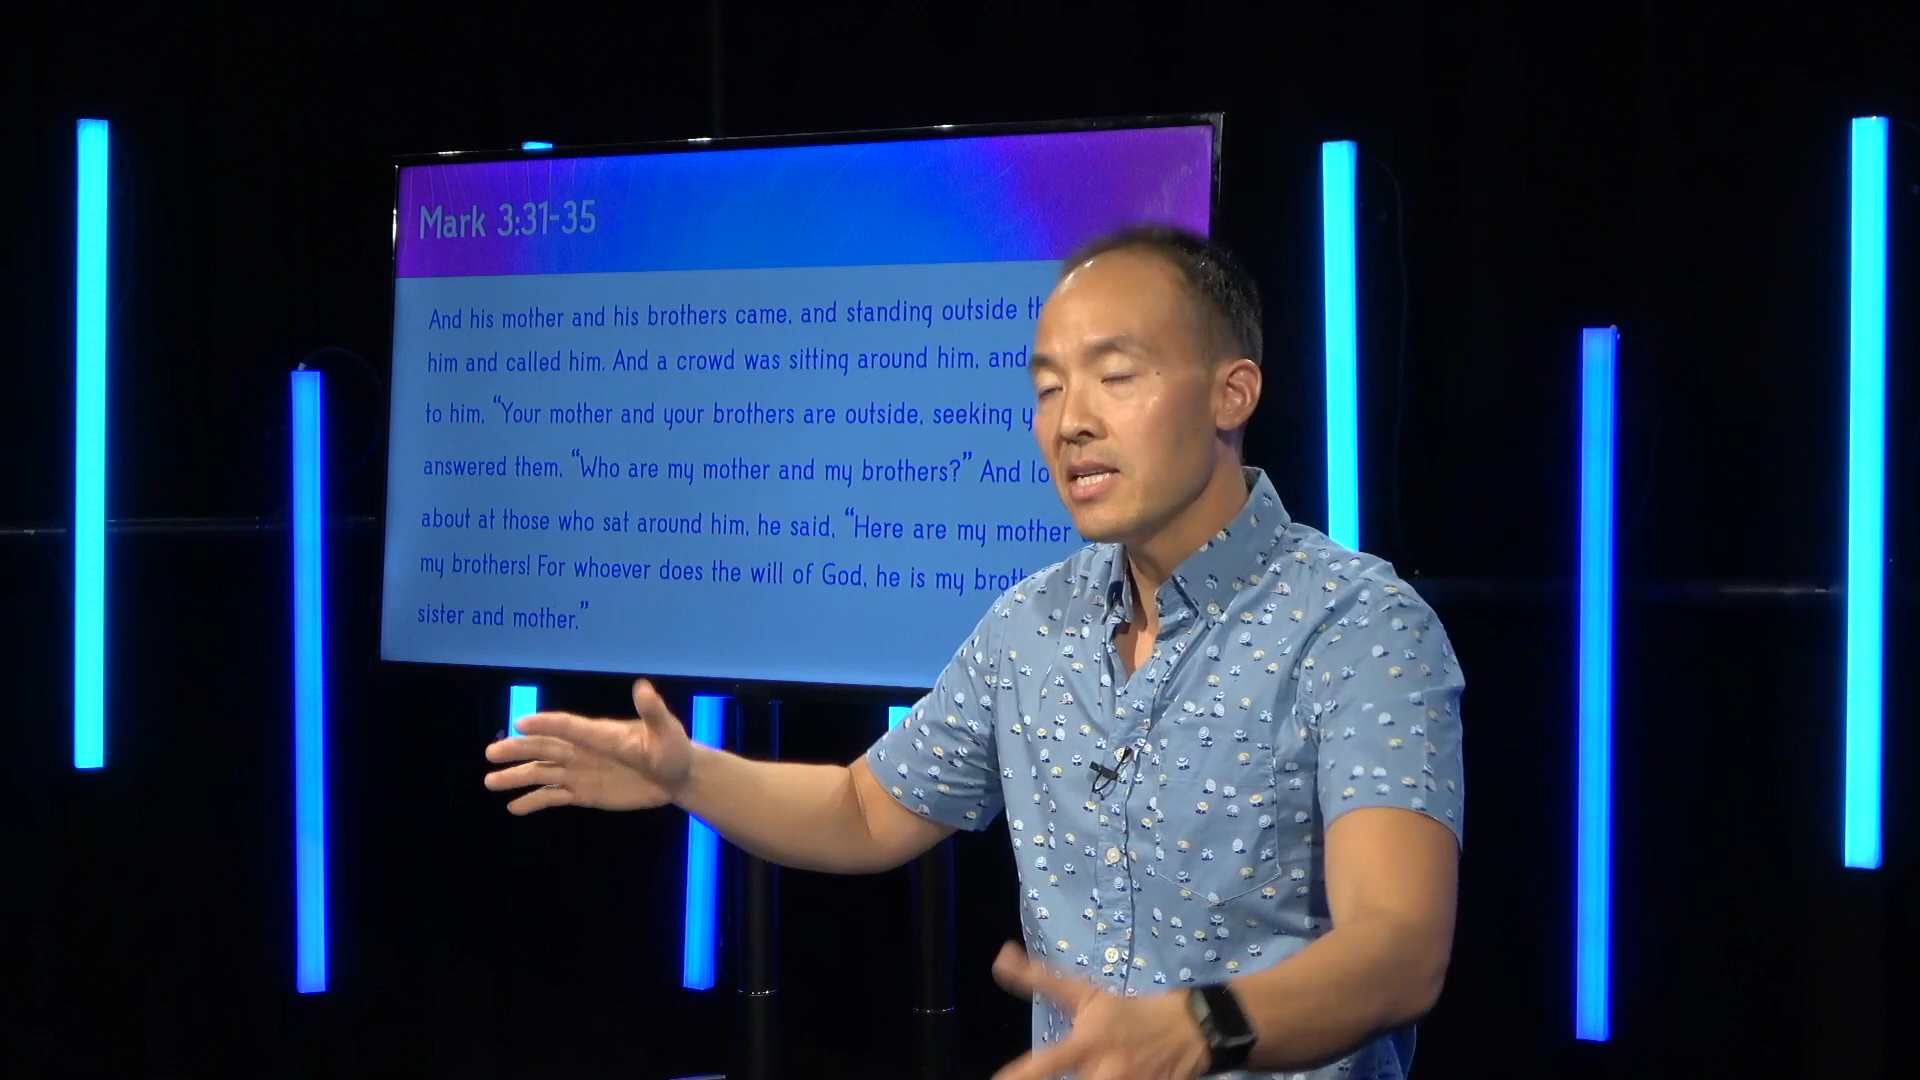 Mark 3:31-35
And his mother and his brothers came, and standing outside
him and called him. And a crowd was sitting around him, and
to him, “Your mother and your brothers are outside, seeking
answered them, “Who are my mother and my brothers?” And
about at those who sat around him, he said, “Here are my mother
my brothers! For whoever does the will of God, he is my
sister and mother.”